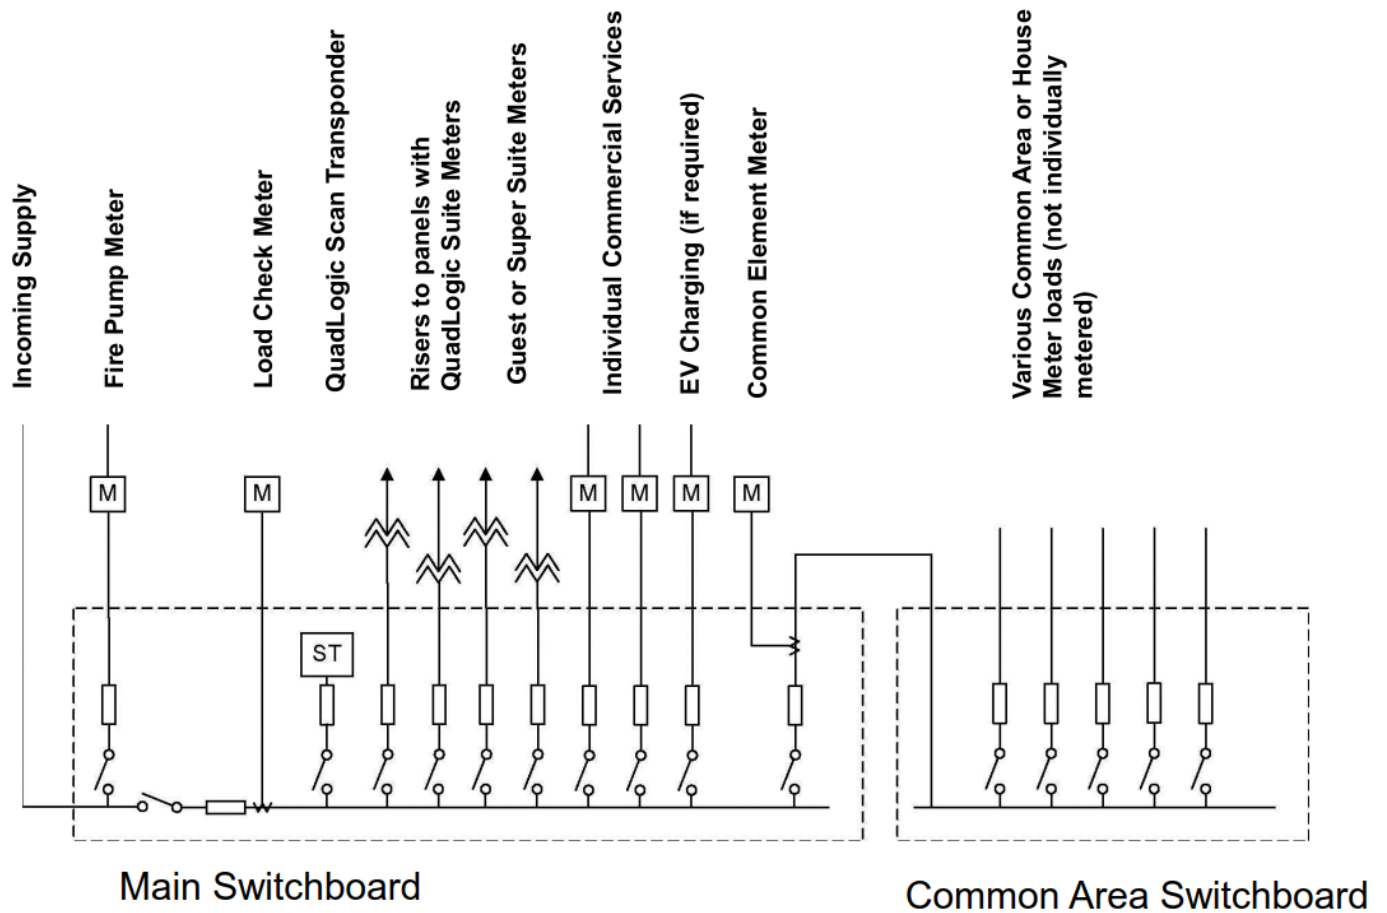 Incoming Supply
Fire Pump Meter
Load Check Meter
QuadLogic Scan Transponder
Risers to panels with
QuadLogic Suite Meters
Guest or Super Suite Meters
Individual Commercial Services
EV Charging (if required)
Common Element Meter
Various Common Area or House
Meter loads (not individually
metered)
M
M
M
M
M
M
ST
Main Switchboard
Common Area Switchboard